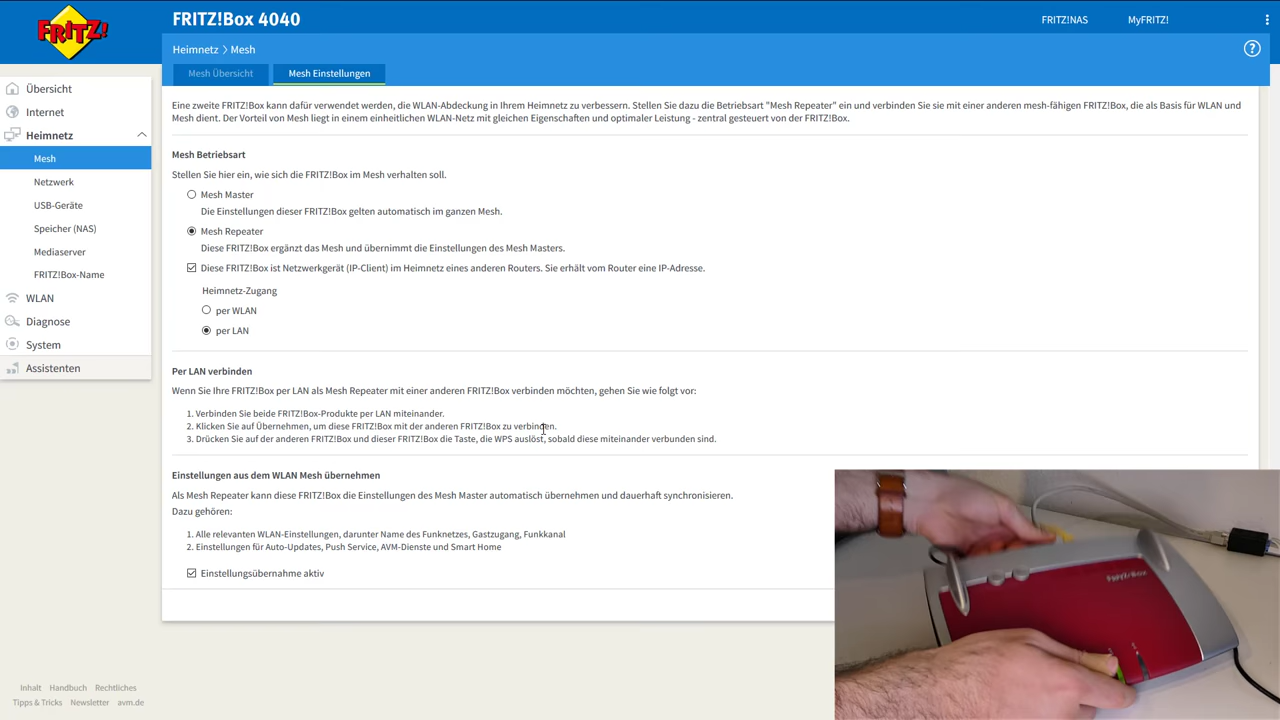 FRITZ!
FRITZ!Box 4040
FRITZ!NAS
MyFRITZ!
Heimnetz > Mesh
Mesh Übersicht
Mesh Einstellungen
Übersicht
Internet
Heimnetz
Mesh
Netzwerk
USB-Geräte
Speicher (NAS)
Mediaserver
FRITZ!Box-Name
WLAN
Diagnose
System
Assistenten
Eine zweite FRITZ!Box kann dafür verwendet werden, die WLAN-Abdeckung in Ihrem Heimnetz zu verbessern. Stellen Sie dazu die Betriebsart "Mesh Repeater" ein und verbinden Sie sie mit einer anderen mesh-fähigen FRITZ!Box, die als Basis für WLAN und
Mesh dient. Der Vorteil von Mesh liegt in einem einheitlichen WLAN-Netz mit gleichen Eigenschaften und optimaler Leistung - zentral gesteuert von der FRITZ!Box.
Mesh Betriebsart
Stellen Sie hier ein, wie sich die FRITZ!Box im Mesh verhalten soll.
Mesh Master
Die Einstellungen dieser FRITZ!Box gelten automatisch im ganzen Mesh.
Mesh Repeater
Diese FRITZ!Box ergänzt das Mesh und übernimmt die Einstellungen des Mesh Masters.
Diese FRITZ!Box ist Netzwerkgerät (IP-Client) im Heimnetz eines anderen Routers. Sie erhält vom Router eine IP-Adresse.
Heimnetz-Zugang
per WLAN
per LAN
Per LAN verbinden
Wenn Sie Ihre FRITZ!Box per LAN als Mesh Repeater mit einer anderen FRITZ!Box verbinden möchten, gehen Sie wie folgt vor:
1. Verbinden Sie beide FRITZ!Box-Produkte per LAN miteinander.
2. Klicken Sie auf Übernehmen, um diese FRITZ!Box mit der anderen FRITZ!Box zu verbinden.
3. Drücken Sie auf der anderen FRITZ!Box und dieser FRITZ!Box die Taste, die WPS auslöst, sobald diese miteinander verbunden sind.
Einstellungen aus dem WLAN Mesh übernehmen
Als Mesh Repeater kann diese FRITZ!Box die Einstellungen des Mesh Master automatisch übernehmen und dauerhaft synchronisieren.
Dazu gehören:
1. Alle relevanten WLAN-Einstellungen, darunter Name des Funknetzes, Gastzugang, Funkkanal
2. Einstellungen für Auto-Updates, Push Service, AVM-Dienste und Smart Home
Einstellungsübernahme aktiv
FRITZ!Box
Inhalt Handbuch Rechtliches
Tipps & Tricks Newsletter avm.de